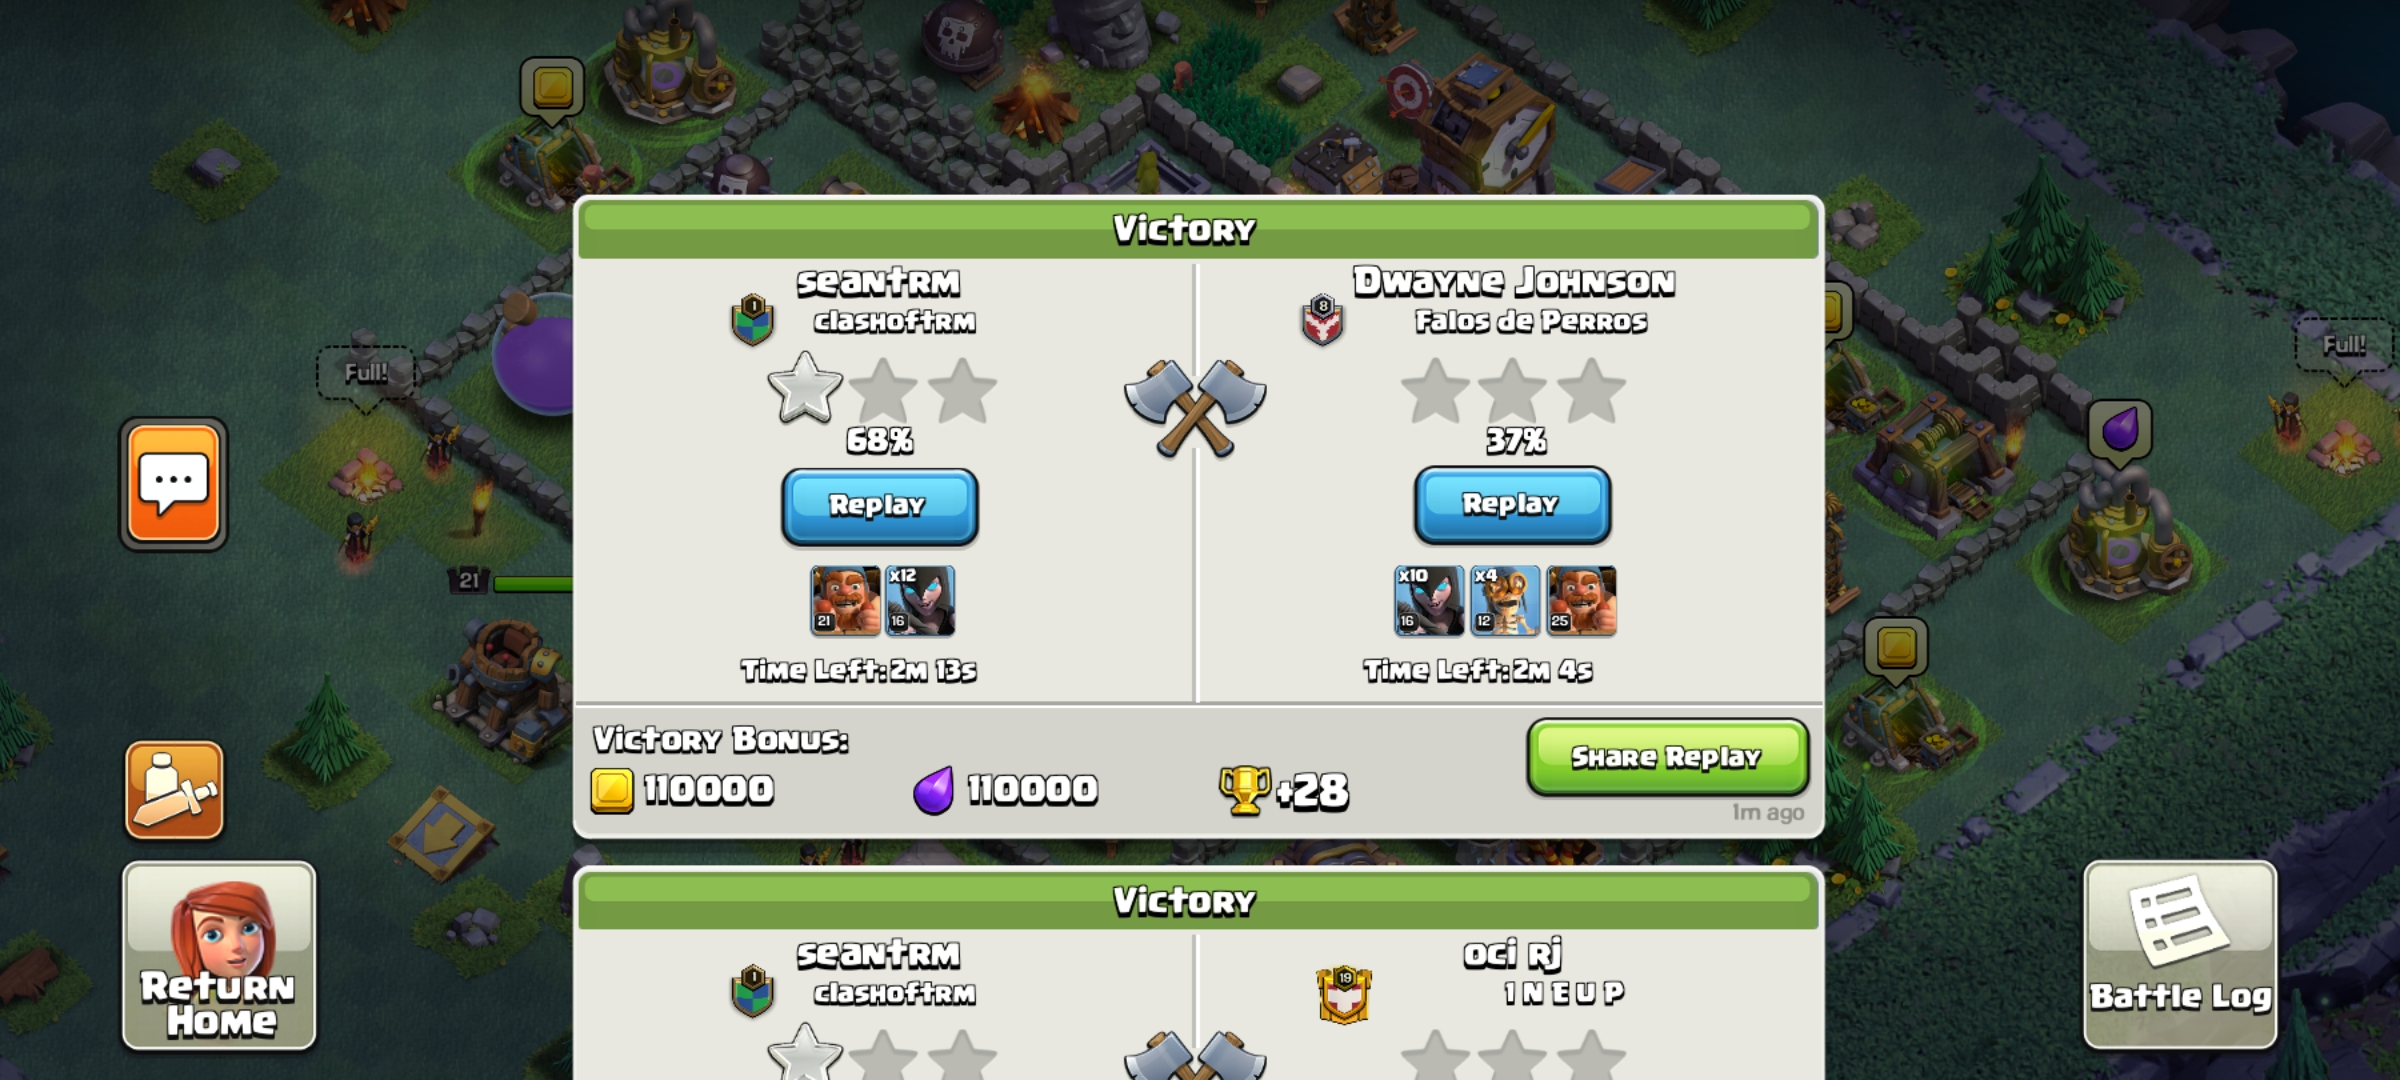 Victory
seantrm
clashoftrm
1
68%
Replay
21
x12
16
Time Left: 2m 13s
Dwayne Johnson
Falos de Perros
8
37%
Replay
x10
16
x4
12
25
Time Left: 2m 4s
Victory Bonus:
110000
110000
+28
Share Replay
1m ago
Victory
seantrm
clashoftrm
1
oci Rj
1 N E U P
19
Full!
Full!
21
Return
Home
Battle Log